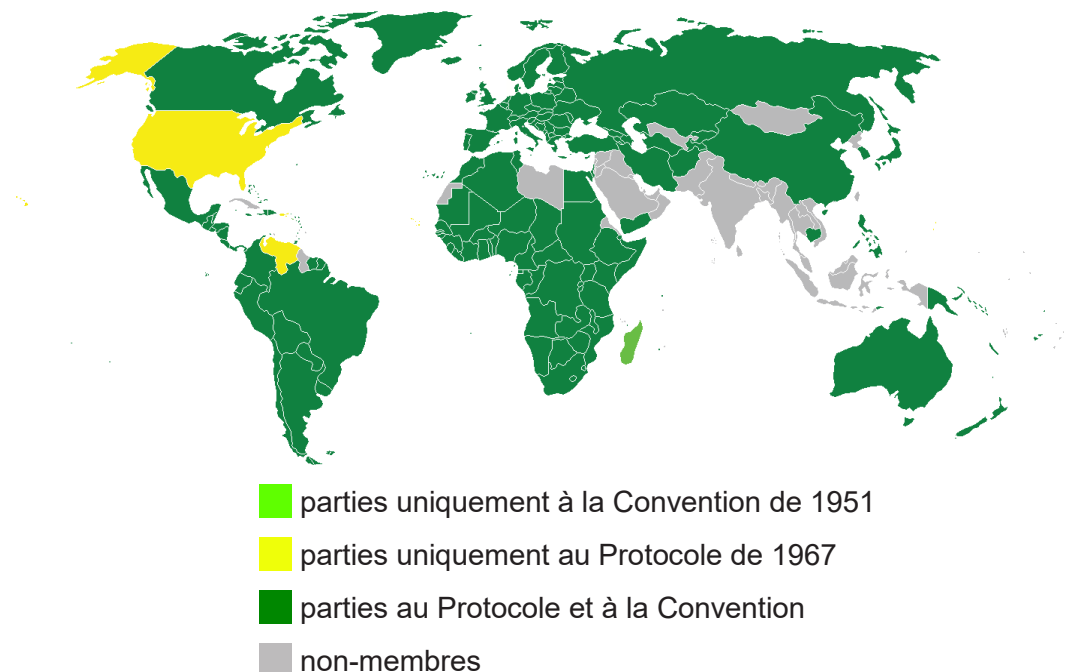 parties uniquement à la Convention de 1951
parties uniquement au Protocole de 1967
parties au Protocole et à la Convention
non-membres